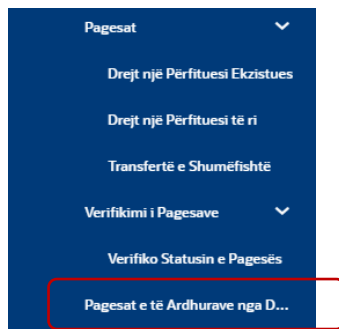 Pagesat
Drejt një Përfituesi Ekzistues
Drejt një Përfituesi të ri
Transfertë e Shumëfishtë
Verifikimi i Pagesave
Verifiko Statusin e Pagesës
Pagesat e të Ardhurave nga D...